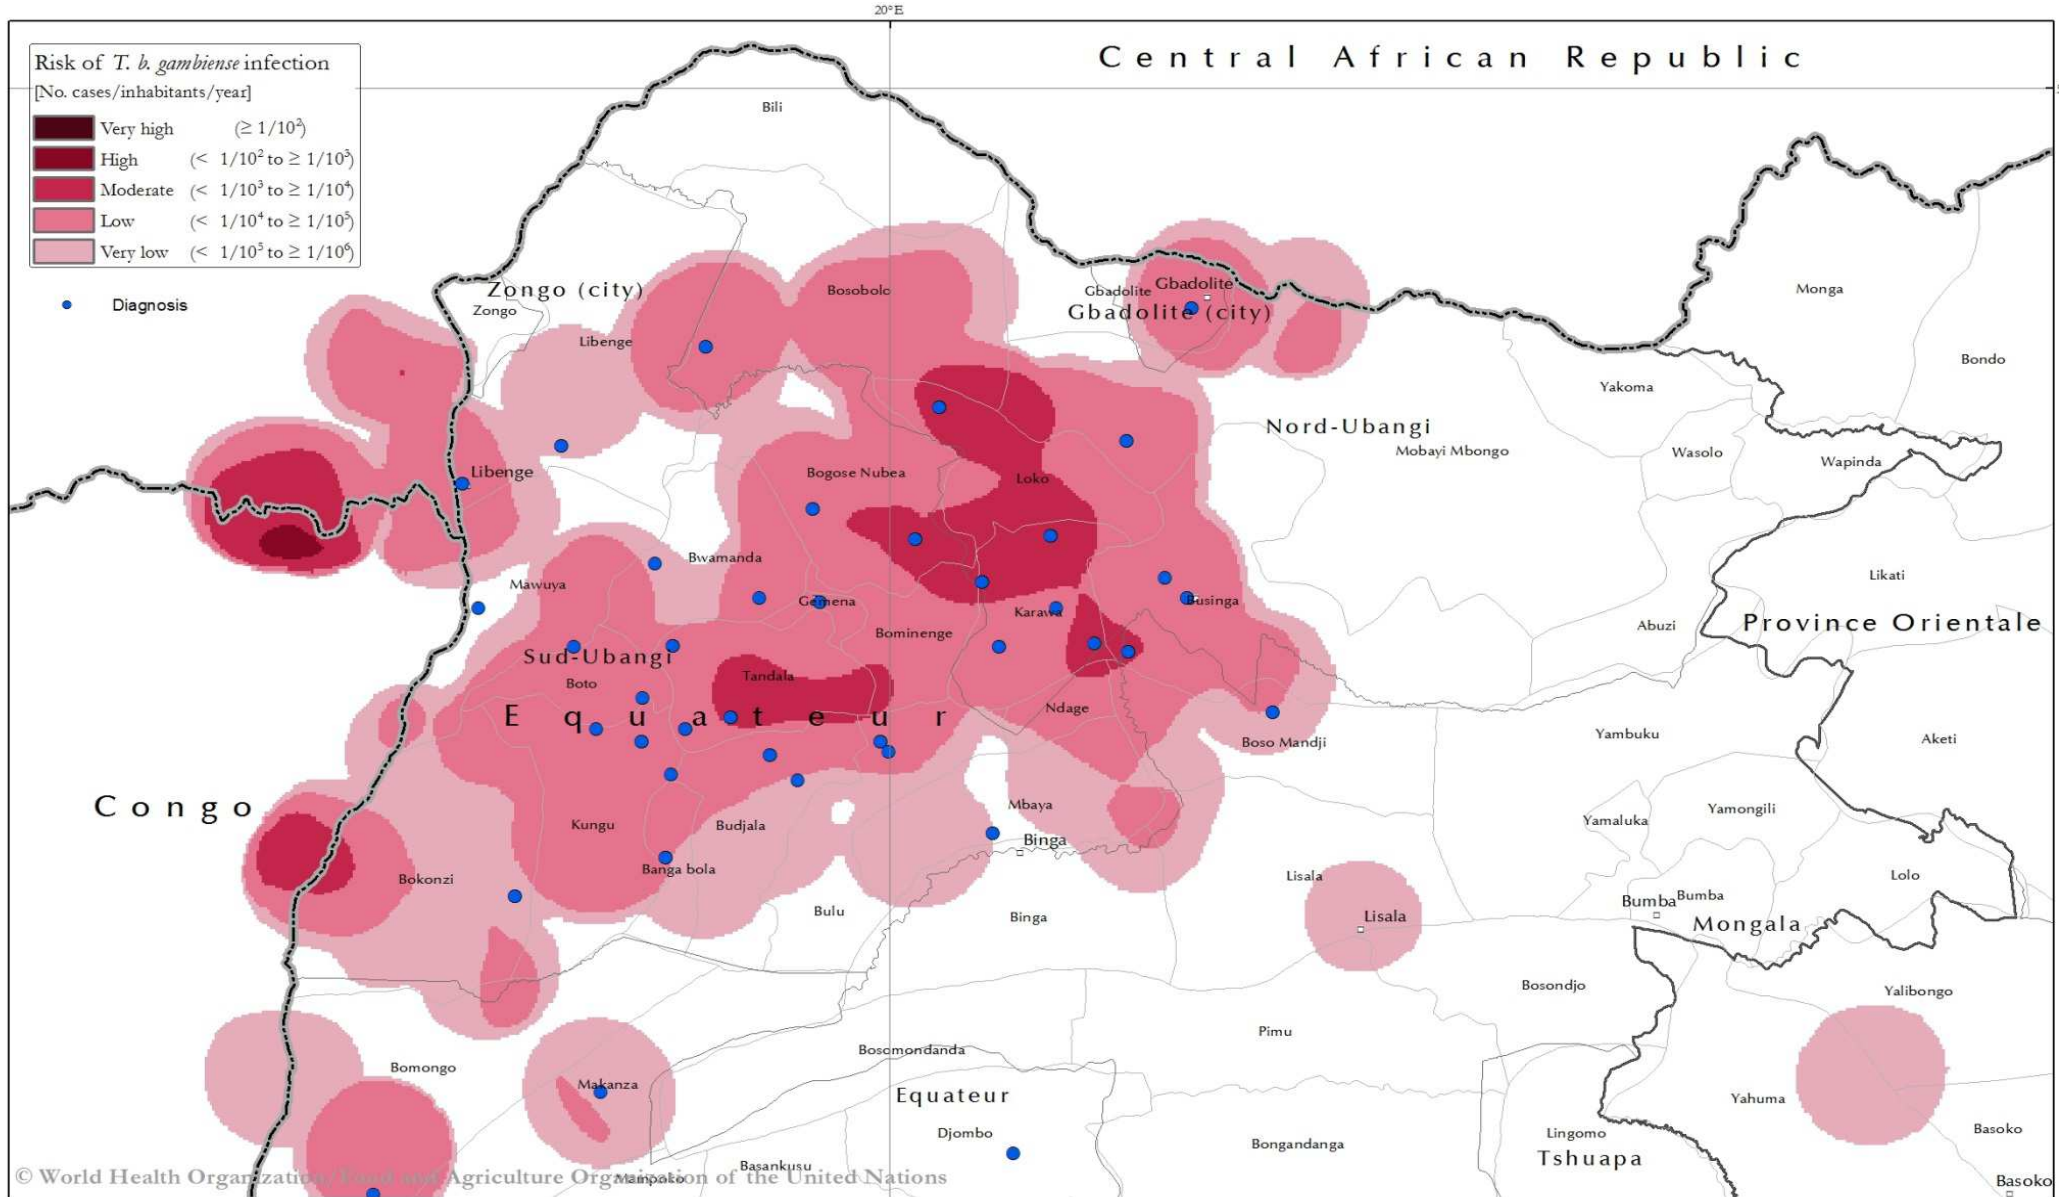 20°E
Central African Republic
Risk of T. b. gambiense infection
[No. cases/inhabitants/year]
Very high (≥ 1/10²)
High (< 1/10² to ≥ 1/10³)
Moderate (< 1/10³ to ≥ 1/10⁴)
Low (< 1/10⁴ to ≥ 1/10⁵)
Very low (< 1/10⁵ to ≥ 1/10⁶)
Diagnosis
Bili
Zongo (city)
Zongo
Libenge
Bosobolo
Gbadolite
Gbadolite
Gbadolite (city)
Monga
Bondo
Yakoma
Nord-Ubangi
Mobayi Mbongo
Wasolo
Wapinda
Libenge
Bogose Nubea
Loko
Bwamanda
Mawuya
Gemena
Karawa
Businga
Likati
Bominenge
Abuzi
Province Orientale
Sud-Ubangi
Boto
Tandala
Equateur
Ndage
Boso Mandji
Yambuku
Aketi
Congo
Kungu
Budjala
Mbaya
Binga
Yamaluka
Yamongili
Banga bola
Bokonzi
Lisala
Lolo
Bumba
Bumba
Bulu
Binga
Lisala
Mongala
Bosondjo
Yalibongo
Pimu
Bosomondanda
Bomongo
Makanza
Equateur
Yahuma
Djombo
Bongandanga
Lingomo
Basoko
Tshuapa
Basankusu
Mampoko
© World Health Organization/Food and Agriculture Organization of the United Nations
Basoko